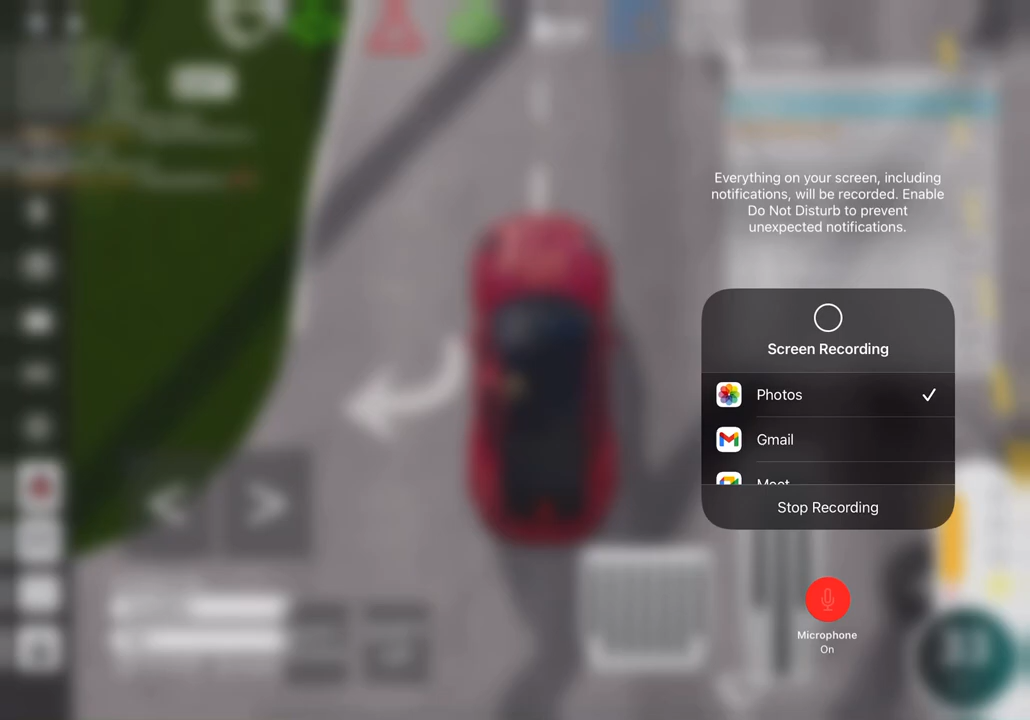 Everything on your screen, including
notifications, will be recorded. Enable
Do Not Disturb to prevent
unexpected notifications.
Screen Recording
Photos
Gmail
Meet
Stop Recording
Microphone
On